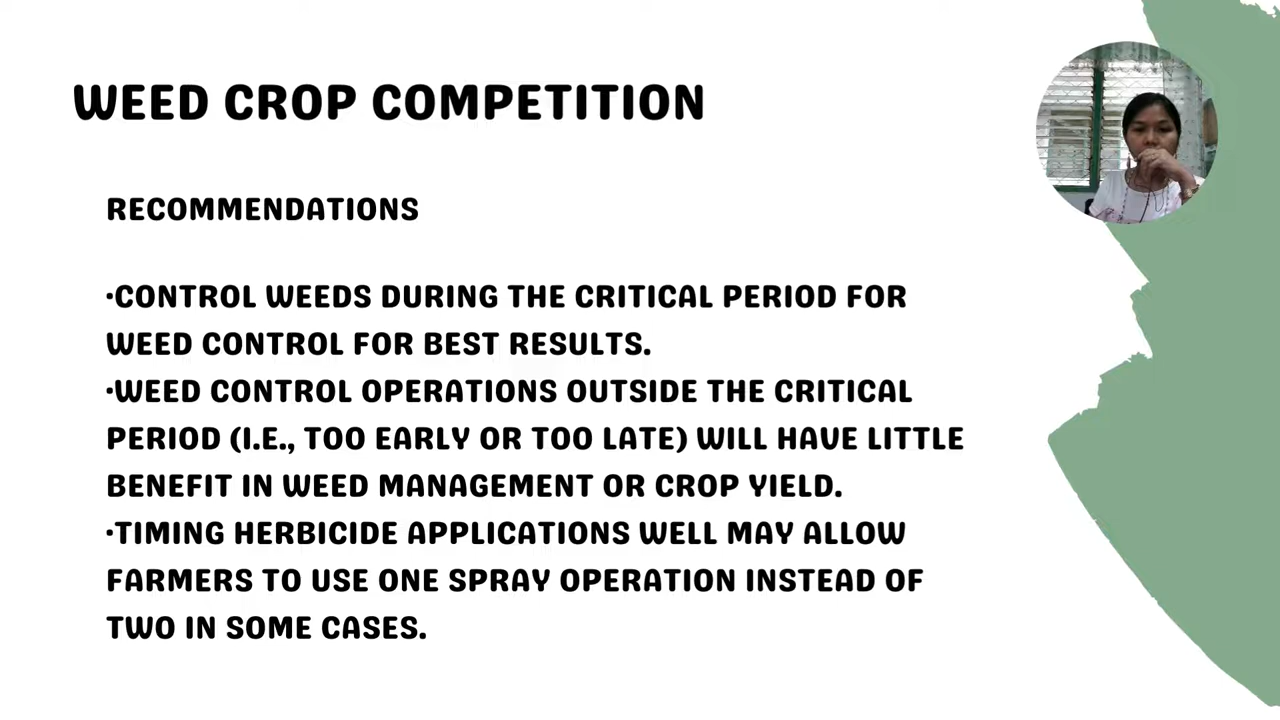 WEED CROP COMPETITION
RECOMMENDATIONS
·CONTROL WEEDS DURING THE CRITICAL PERIOD FOR
WEED CONTROL FOR BEST RESULTS.
·WEED CONTROL OPERATIONS OUTSIDE THE CRITICAL
PERIOD (I.E., TOO EARLY OR TOO LATE) WILL HAVE LITTLE
BENEFIT IN WEED MANAGEMENT OR CROP YIELD.
·TIMING HERBICIDE APPLICATIONS WELL MAY ALLOW
FARMERS TO USE ONE SPRAY OPERATION INSTEAD OF
TWO IN SOME CASES.